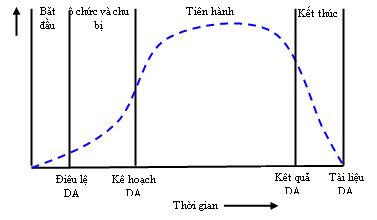 Bắt
đầu
ổ chức và chu
bị
Tiến hành
Kết thúc
Điều lệ
DA
Kế hoạch
DA
Kết quả
DA
Tài liệu
DA
Thời gian